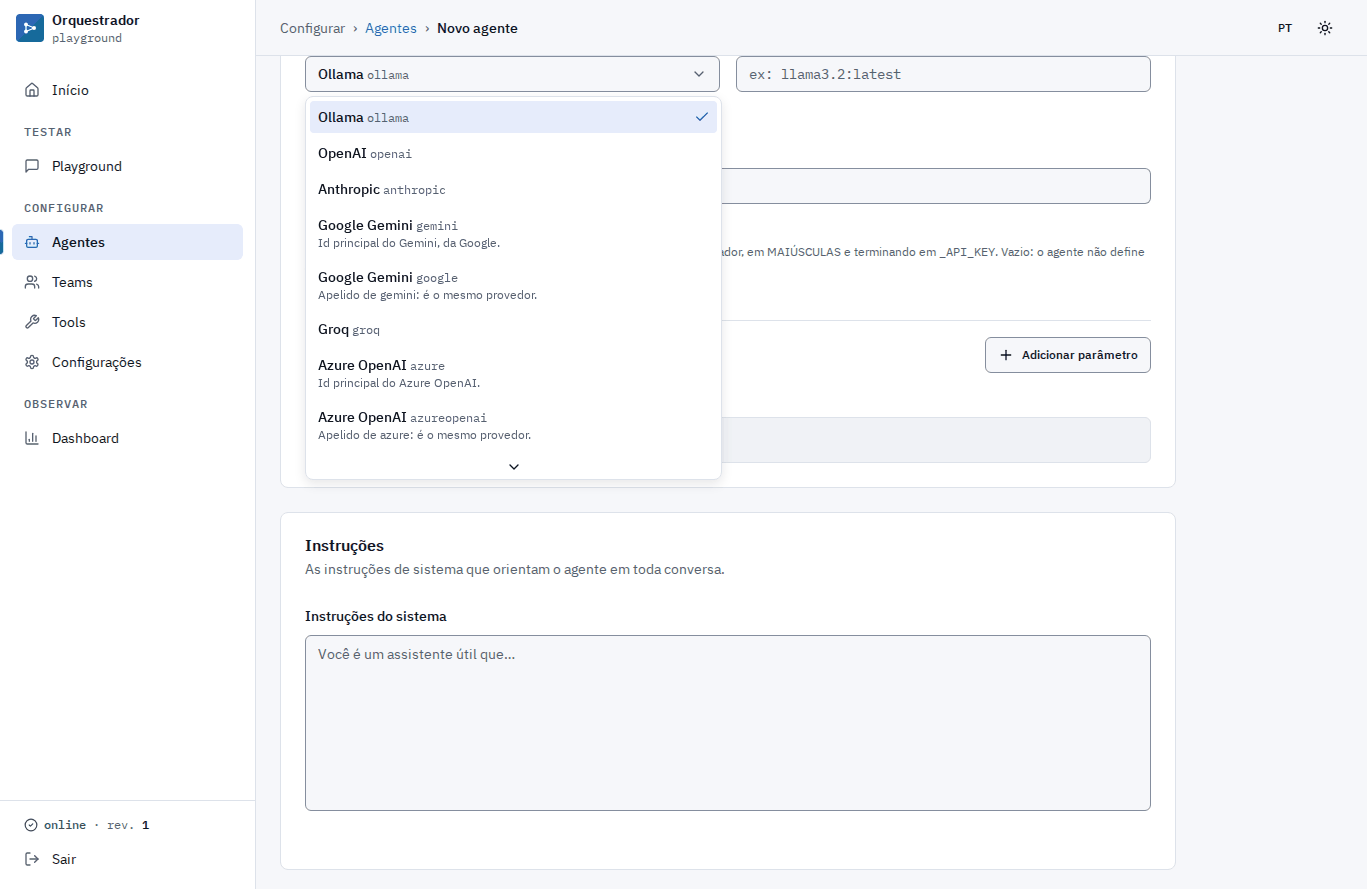 Orquestrador
playground
Início
TESTAR
Playground
CONFIGURAR
Agentes
Teams
Tools
Configurações
OBSERVAR
Dashboard
online · rev. 1
Sair
Configurar › Agentes › Novo agente
PT
Ollama ollama
ex: llama3.2:latest
Ollama ollama
OpenAI openai
Anthropic anthropic
Google Gemini gemini
Id principal do Gemini, da Google.
Google Gemini google
Apelido de gemini: é o mesmo provedor.
Groq groq
Azure OpenAI azure
Id principal do Azure OpenAI.
Azure OpenAI azureopenai
Apelido de azure: é o mesmo provedor.
em MAIÚSCULAS e terminando em _API_KEY. Vazio: o agente não define
Adicionar parâmetro
Instruções
As instruções de sistema que orientam o agente em toda conversa.
Instruções do sistema
Você é um assistente útil que...